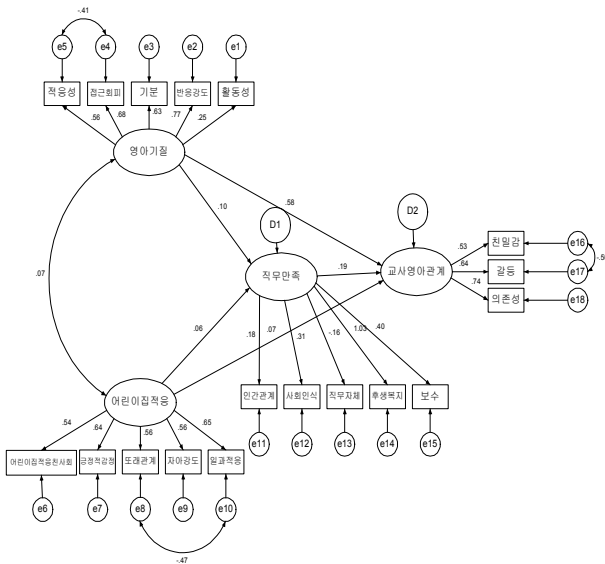 -.41
e5 e4 e3 e2 e1
적응성 접근회피 기분 반응강도 활동성
.56 .68 .63 .77 .25
영아기질
.58
.10
D1 D2
.07
직무만족 .19 교사영아관계
친밀감 e16
.53
갈등 e17
.64
의존성 e18
.74
.06 .07
.18 .31 -.16 1.03 .40
인간관계 사회인식 직무자체 후생복지 보수
e11 e12 e13 e14 e15
어린이집적응
.54 .64 .56 .56 .65
어린이집적응친사회 긍정적감정 또래관계 자아강도 일과적응
e6 e7 e8 e9 e10
-.47